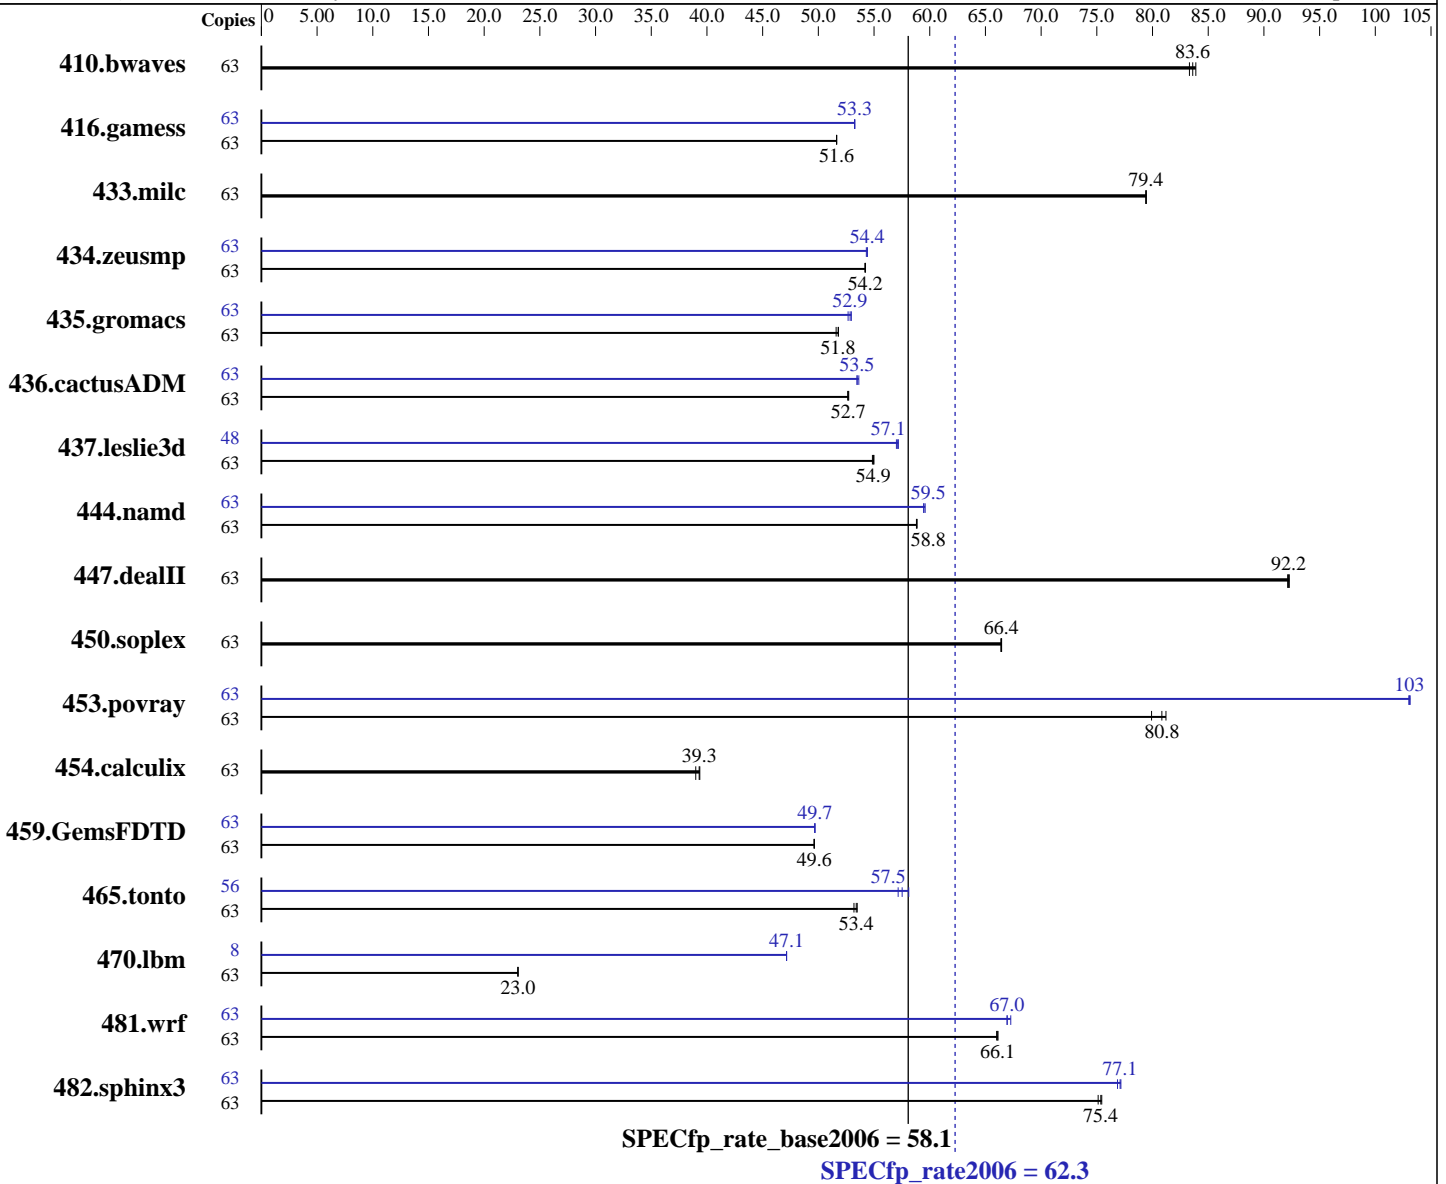 Copies 0 5.00 10.0 15.0 20.0 25.0 30.0 35.0 40.0 45.0 50.0 55.0 60.0 65.0 70.0 75.0 80.0 85.0 90.0 95.0 100 105
83.6
410.bwaves 63
53.3
416.gamess 63
63
51.6
79.4
433.milc 63
54.4
434.zeusmp 63
63
54.2
52.9
435.gromacs 63
63
51.8
53.5
436.cactusADM 63
63
52.7
57.1
437.leslie3d 48
63
54.9
59.5
444.namd 63
63
58.8
92.2
447.dealII 63
66.4
450.soplex 63
103
453.povray 63
63
80.8
39.3
454.calculix 63
49.7
459.GemsFDTD 63
63
49.6
57.5
465.tonto 56
63
53.4
47.1
470.lbm 8
63
23.0
67.0
481.wrf 63
63
66.1
77.1
482.sphinx3 63
63
75.4
SPECfp_rate_base2006 = 58.1
SPECfp_rate2006 = 62.3